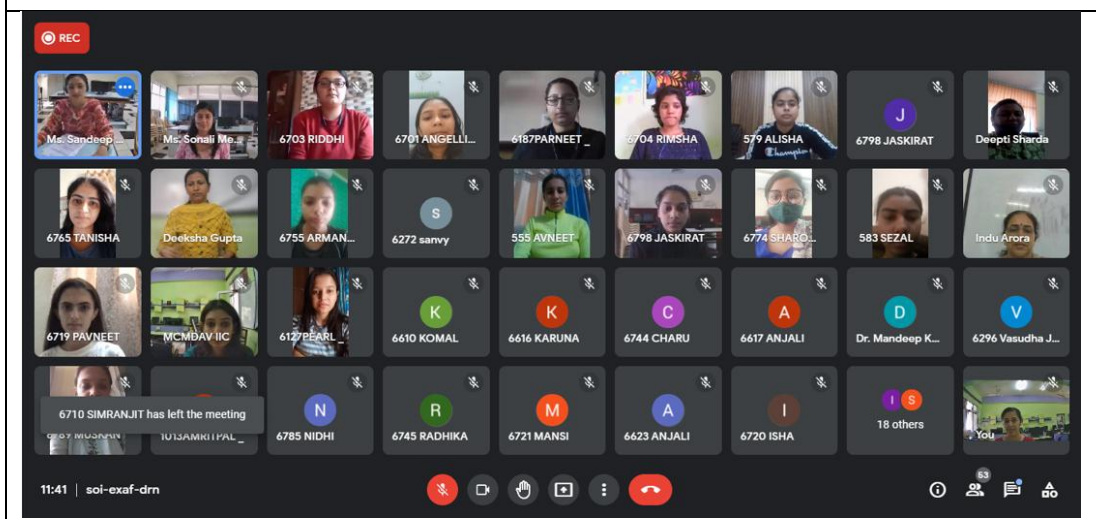 REC
Ms. Sandeep ...
Ms. Sonali Me...
6703 RIDDHI
6701 ANGELLI...
6187PARNEET _
6704 RIMSHA
579 ALISHA
Champion
J
6798 JASKIRAT
Deepti Sharda
6765 TANISHA
Deeksha Gupta
6755 ARMAN...
S
6272 sanvy
555 AVNEET
6798 JASKIRAT
6774 SHARO...
583 SEZAL
Indu Arora
6719 PAVNEET
MCMDAV IIC
6127PEARL _
K
6610 KOMAL
K
6616 KARUNA
C
6744 CHARU
A
6617 ANJALI
D
Dr. Mandeep K...
V
6296 Vasudha J...
6710 SIMRANJIT has left the meeting
6789 MUSKAN
1013AMRITPAL _
N
6785 NIDHI
R
6745 RADHIKA
M
6721 MANSI
A
6623 ANJALI
I
6720 ISHA
I S
18 others
You
11:41 | soi-exaf-drn
53